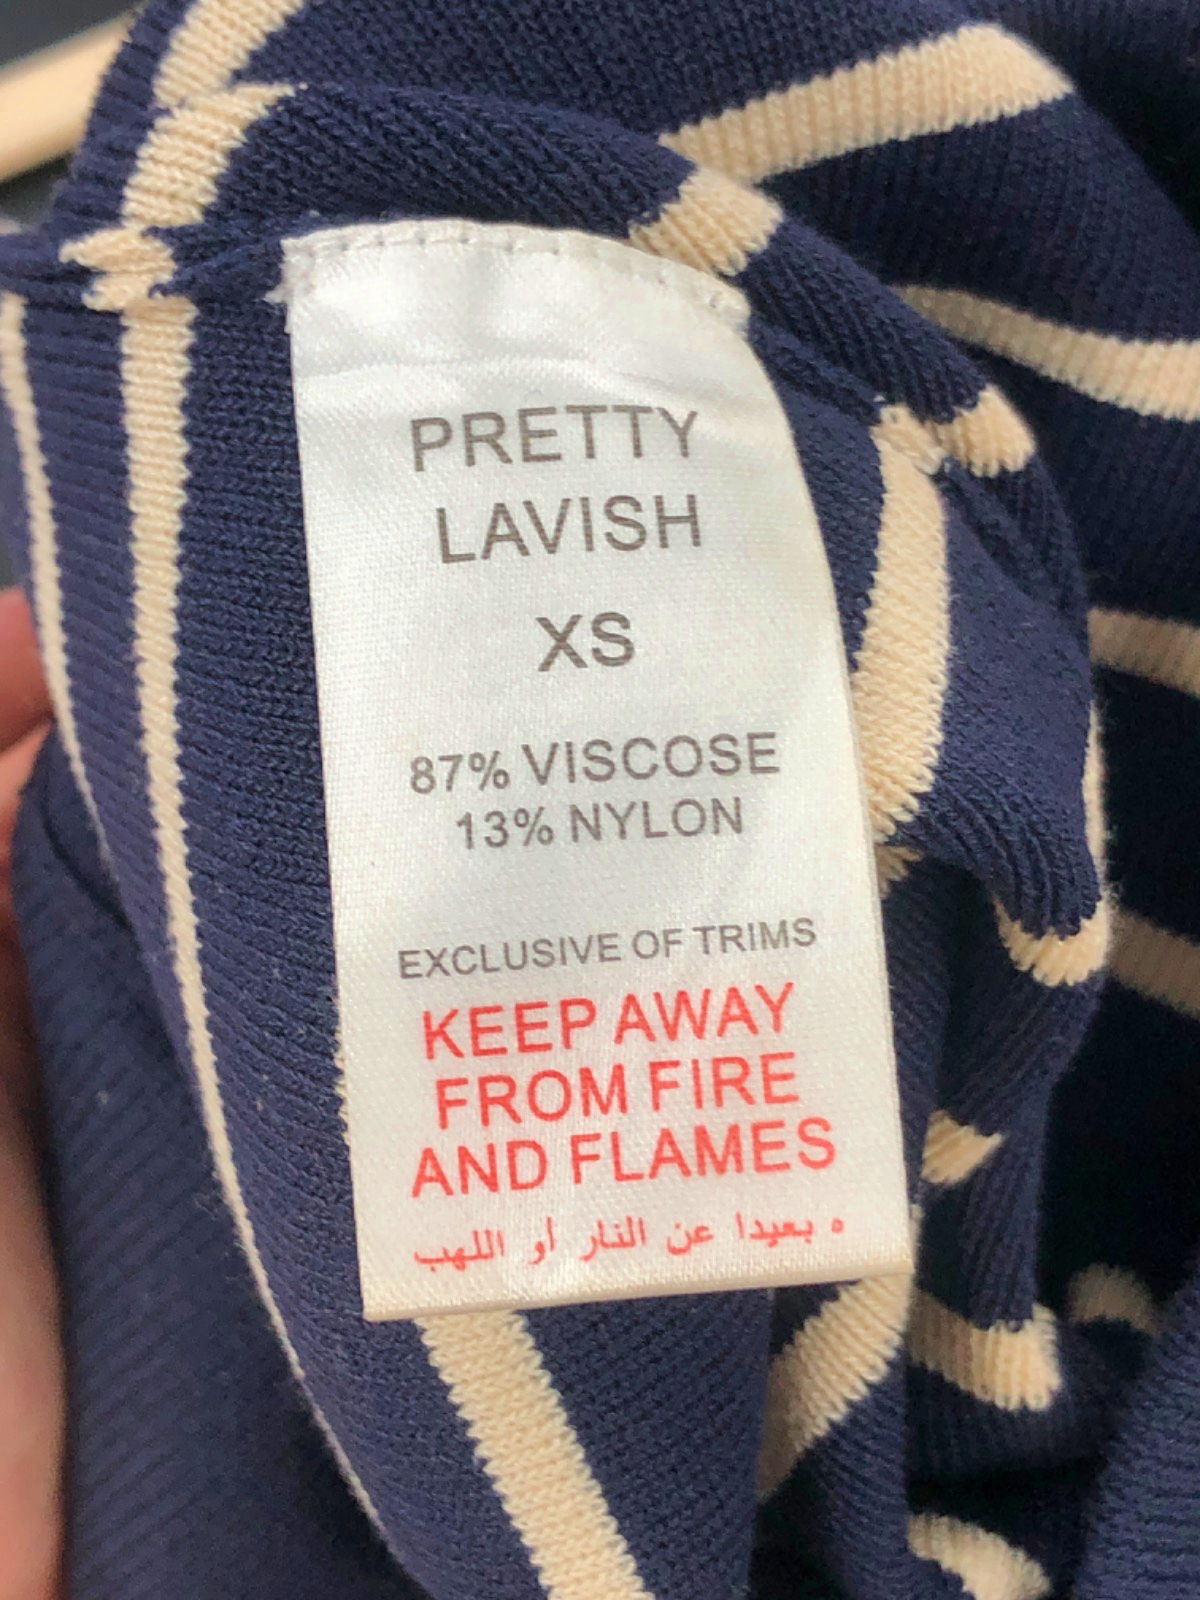 PRETTY
LAVISH
XS
87% VISCOSE
13% NYLON
EXCLUSIVE OF TRIMS
KEEP AWAY
FROM FIRE
AND FLAMES
ه بعيدا عن النار أو اللهب